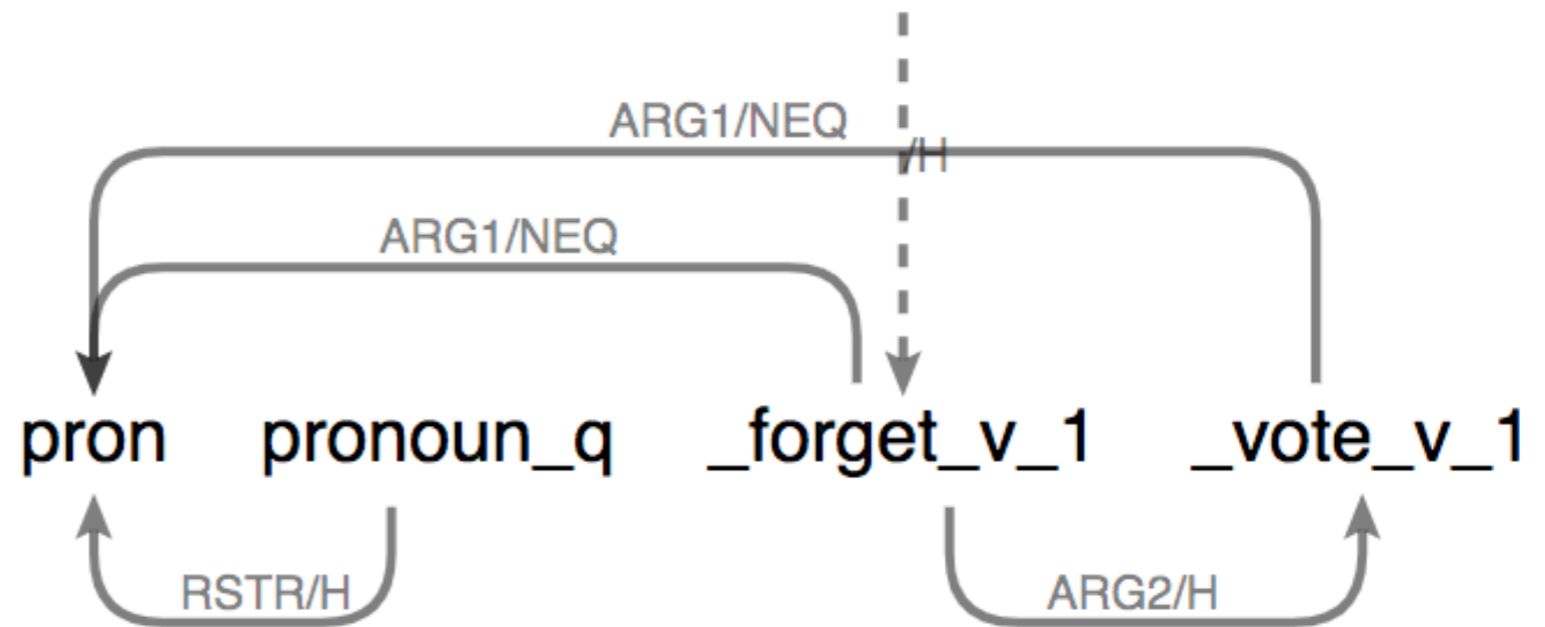 ARG1/NEQ
/H
ARG1/NEQ
pron pronoun_q _forget_v_1 _vote_v_1
RSTR/H ARG2/H